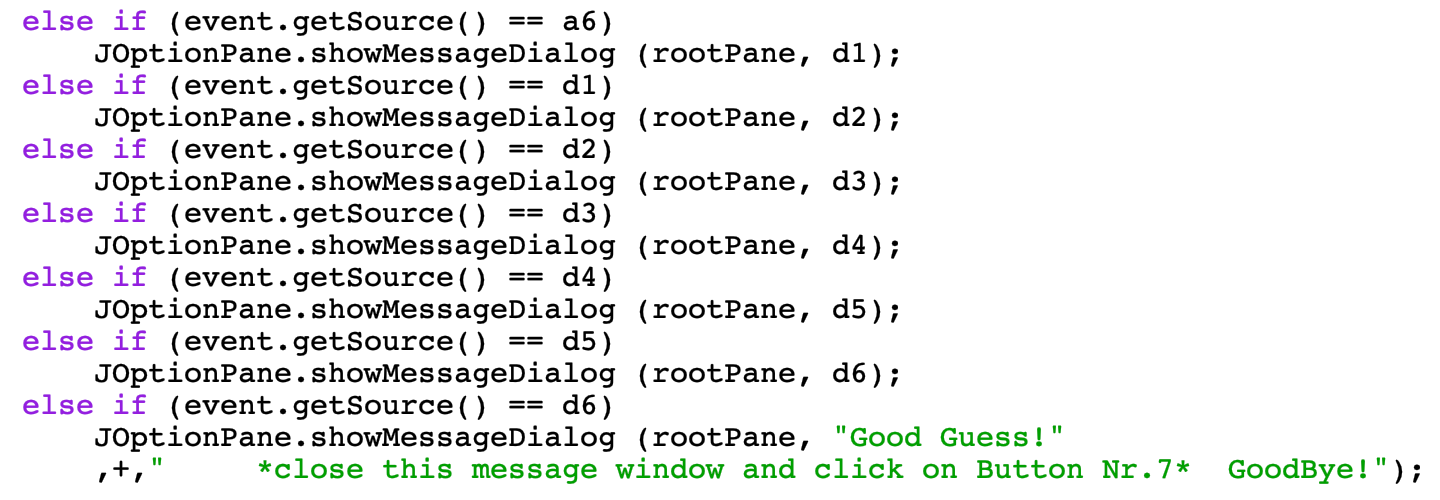 else if (event.getSource() == a6)
    JOptionPane.showMessageDialog (rootPane, d1);
else if (event.getSource() == d1)
    JOptionPane.showMessageDialog (rootPane, d2);
else if (event.getSource() == d2)
    JOptionPane.showMessageDialog (rootPane, d3);
else if (event.getSource() == d3)
    JOptionPane.showMessageDialog (rootPane, d4);
else if (event.getSource() == d4)
    JOptionPane.showMessageDialog (rootPane, d5);
else if (event.getSource() == d5)
    JOptionPane.showMessageDialog (rootPane, d6);
else if (event.getSource() == d6)
    JOptionPane.showMessageDialog (rootPane, "Good Guess!"
    ,+,"     *close this message window and click on Button Nr.7*  GoodBye!");